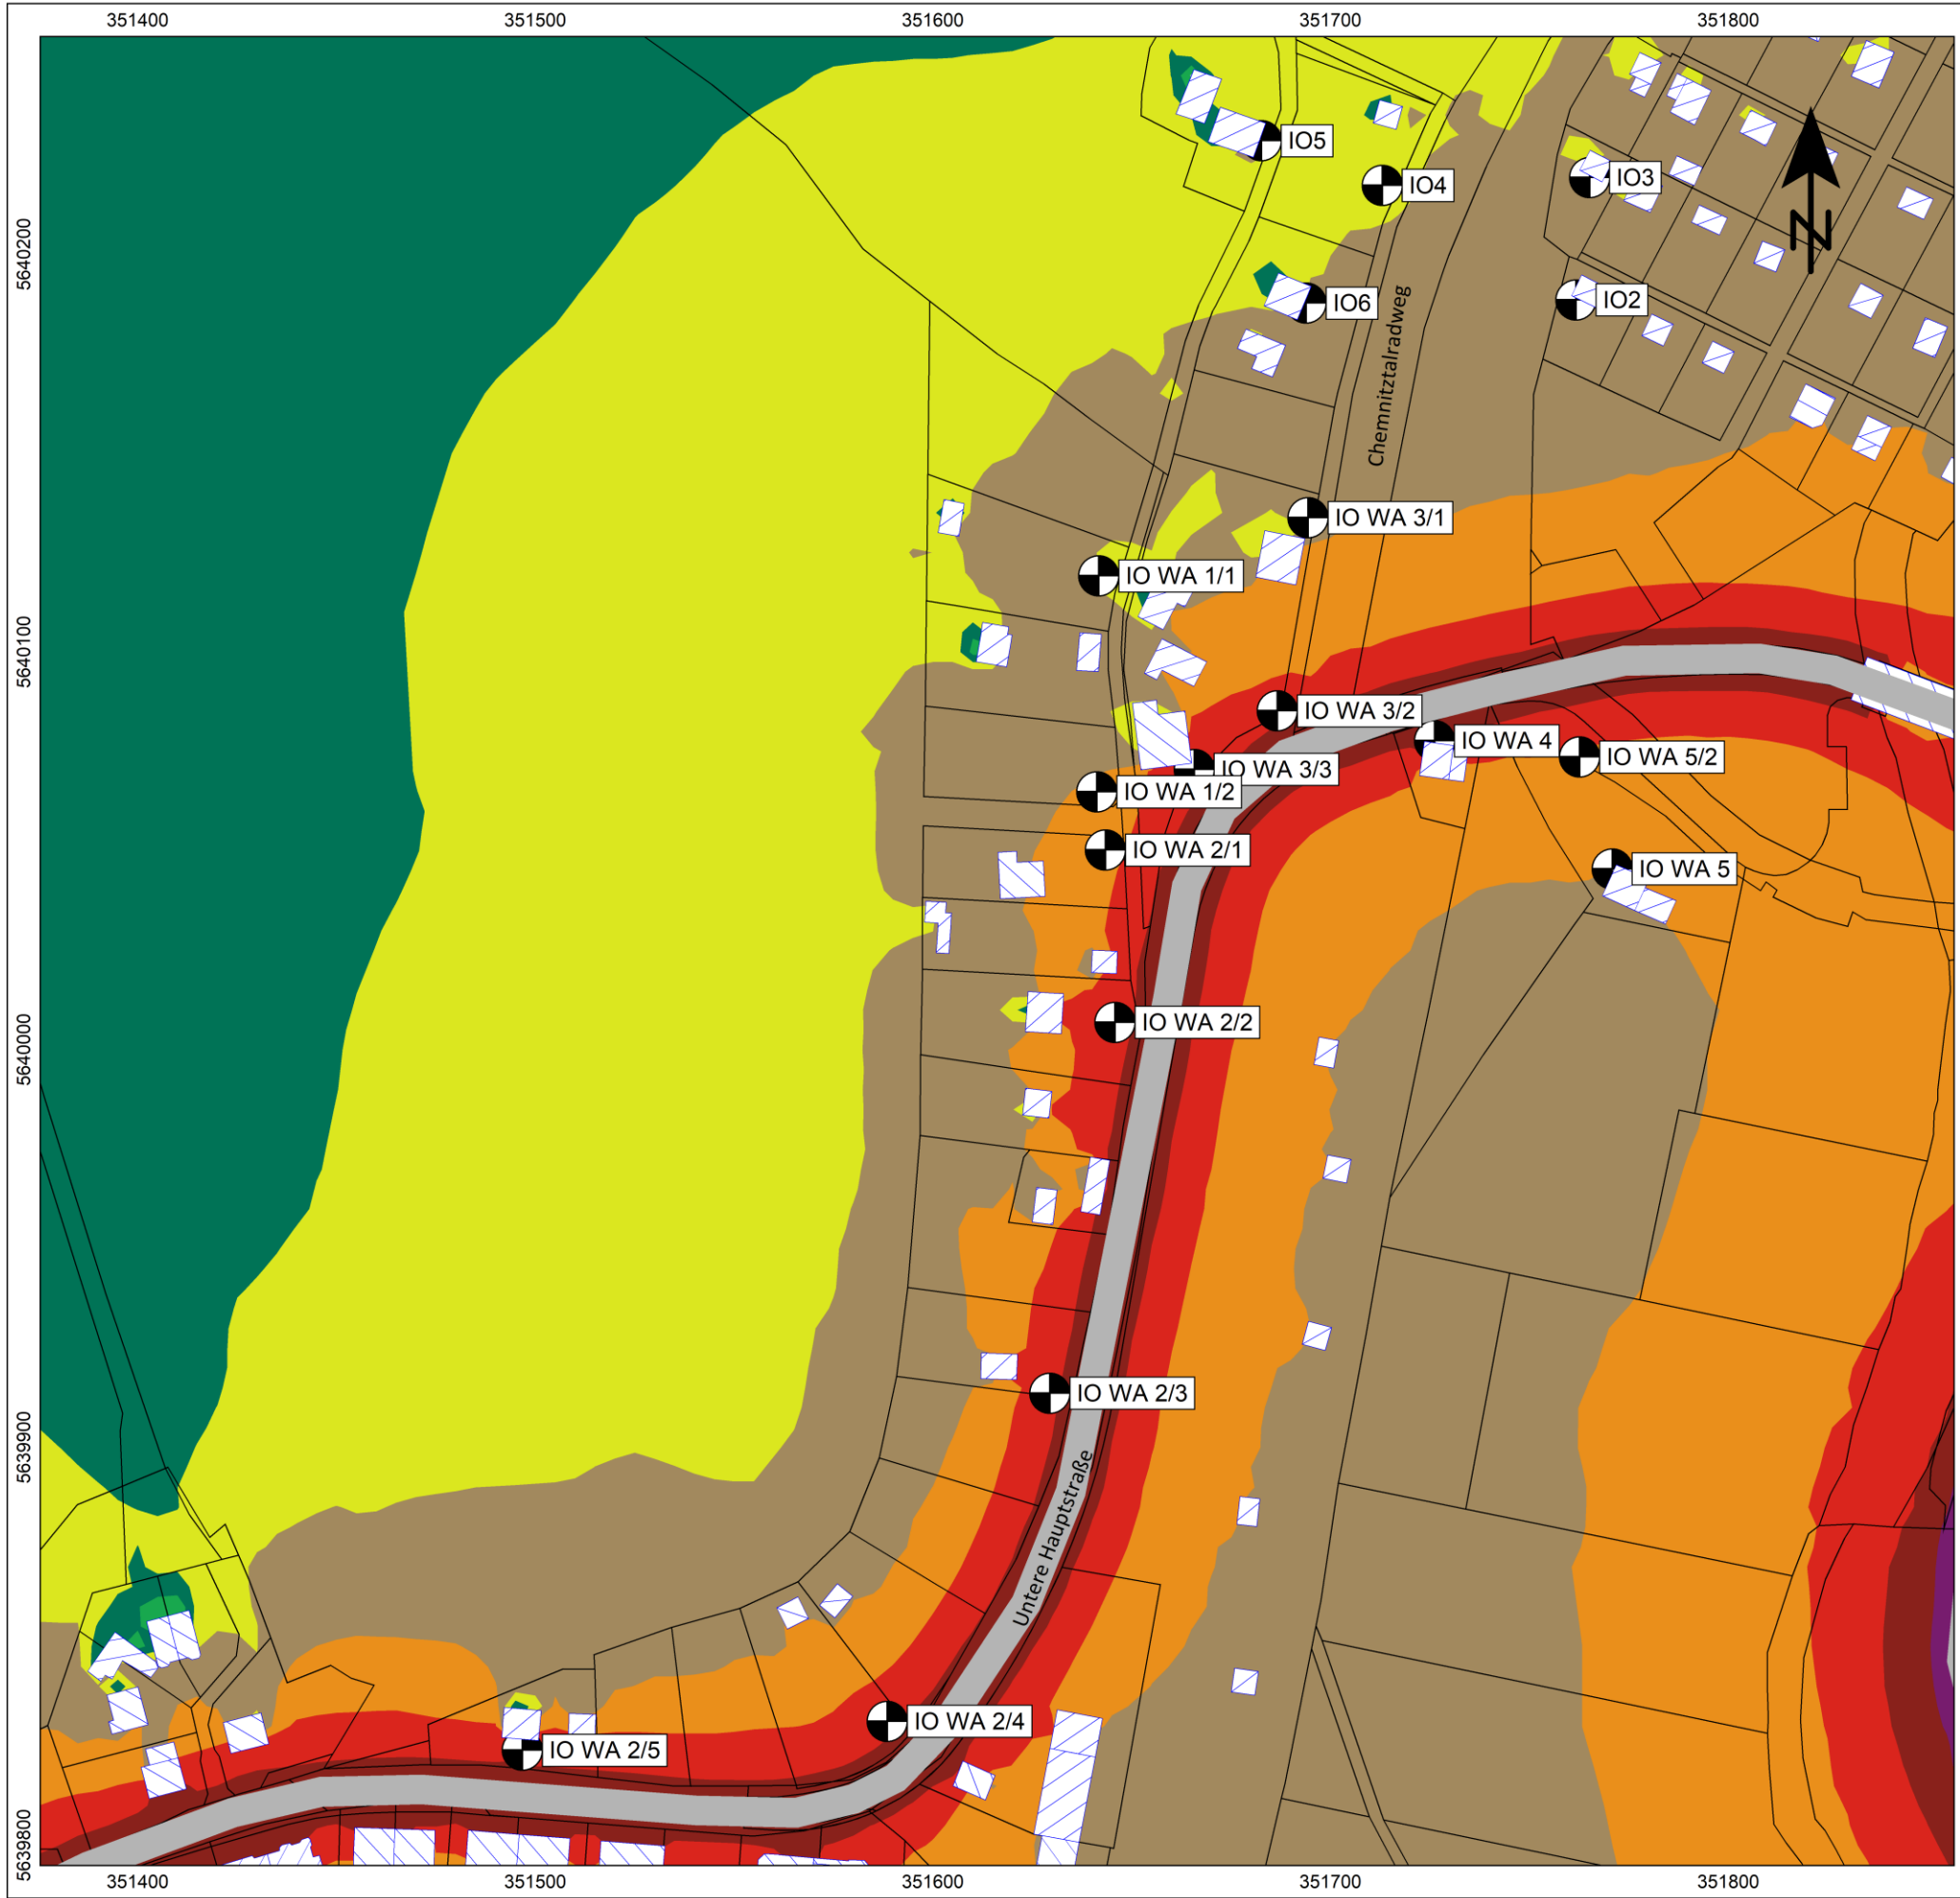 351400 351500 351600 351700 351800
5640200
5640100
5640000
5639900
5639800
IO5
IO4
IO3
IO6
IO2
Chemnitztalradweg
N
IO WA 3/1
IO WA 1/1
IO WA 3/2
IO WA 4
IO WA 5/2
IO WA 3/3
IO WA 1/2
IO WA 2/1
IO WA 5
IO WA 2/2
IO WA 2/3
Untere Hauptstraße
IO WA 2/4
IO WA 2/5
351400 351500 351600 351700 351800